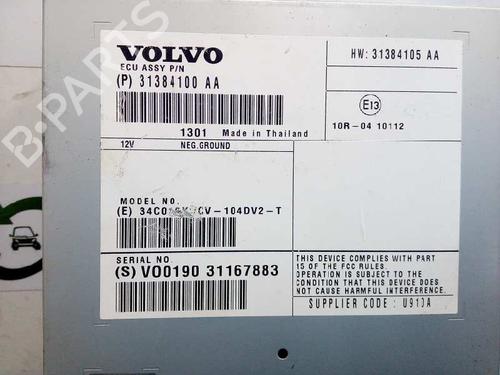 VOLVO
ECU ASSY P/N
(P) 31384100 AA
HW: 31384105 AA
E13
10R-04 10112
1301 Made in Thailand
12V NEG.GROUND
MODEL NO.
SERIAL NO.
(S) VO0190 31167883
THIS DEVICE COMPLIES WITH PART
15 OF THE FCC RULES.
OPERATION IS SUBJECT TO THE
CONDITION THAT THIS DEVICE DOES
NOT CAUSE HARMFUL INTERFERENCE.
SUPPLIER CODE : U910A
B-PARTS